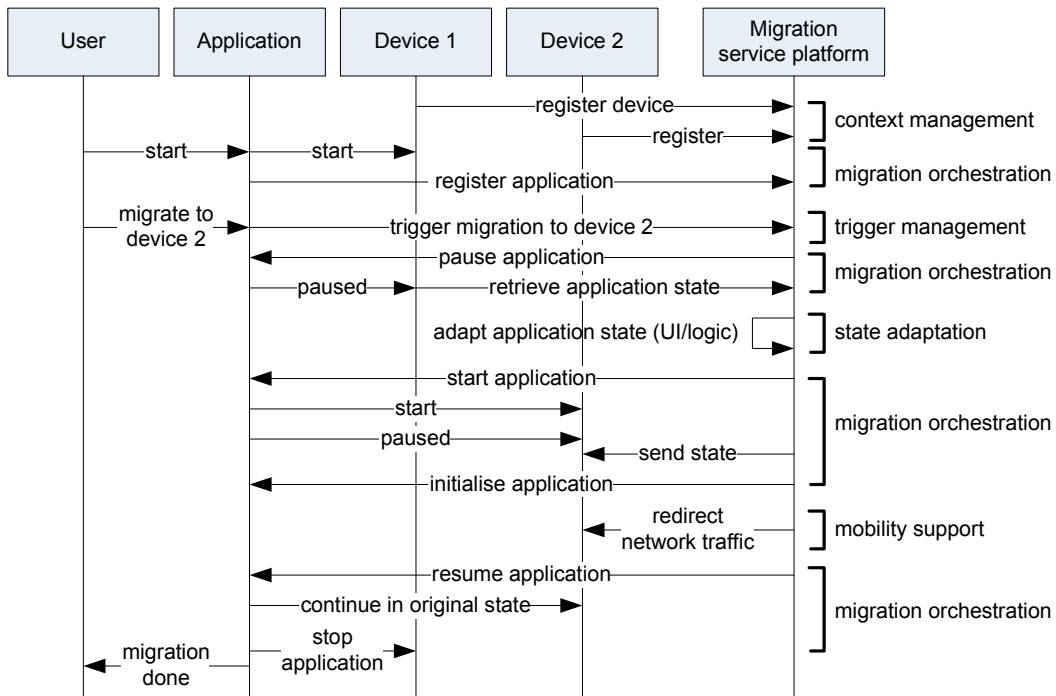 User
Application
Device 1
Device 2
Migration
service platform
register device
context management
register
start
start
migration orchestration
register application
migrate to
device 2
trigger migration to device 2
trigger management
pause application
migration orchestration
paused
retrieve application state
adapt application state (UI/logic)
state adaptation
start application
start
migration orchestration
paused
send state
initialise application
redirect
network traffic
mobility support
resume application
continue in original state
migration orchestration
stop
application
migration
done